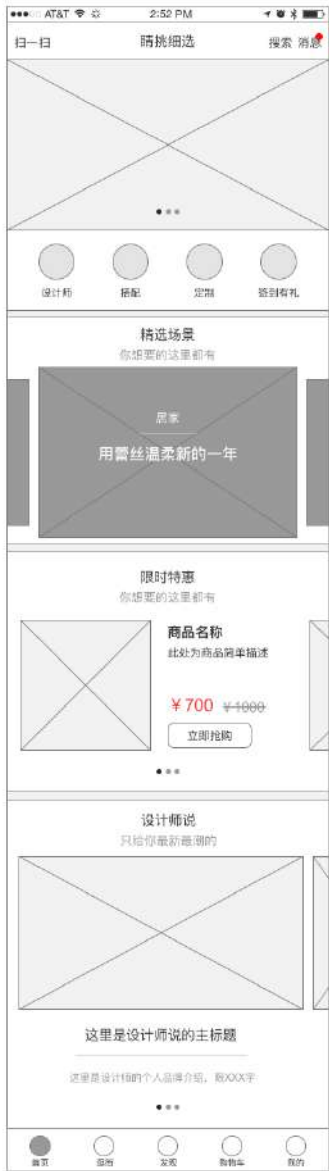 AT&T 2:52 PM
扫一扫 睛挑细选 搜索 消息
设计师 搭配 定制 签到有礼
精选场景
你想要的这里都有
居家
用蕾丝温柔新的一年
限时特惠
你想要的这里都有
商品名称
此处为商品简单描述
￥700 ￥1000
立即抢购
设计师说
只给你最新最潮的
这里是设计师说的主标题
这里是设计师的个人品牌介绍，限XXX字
首页 发现 购物车 我的